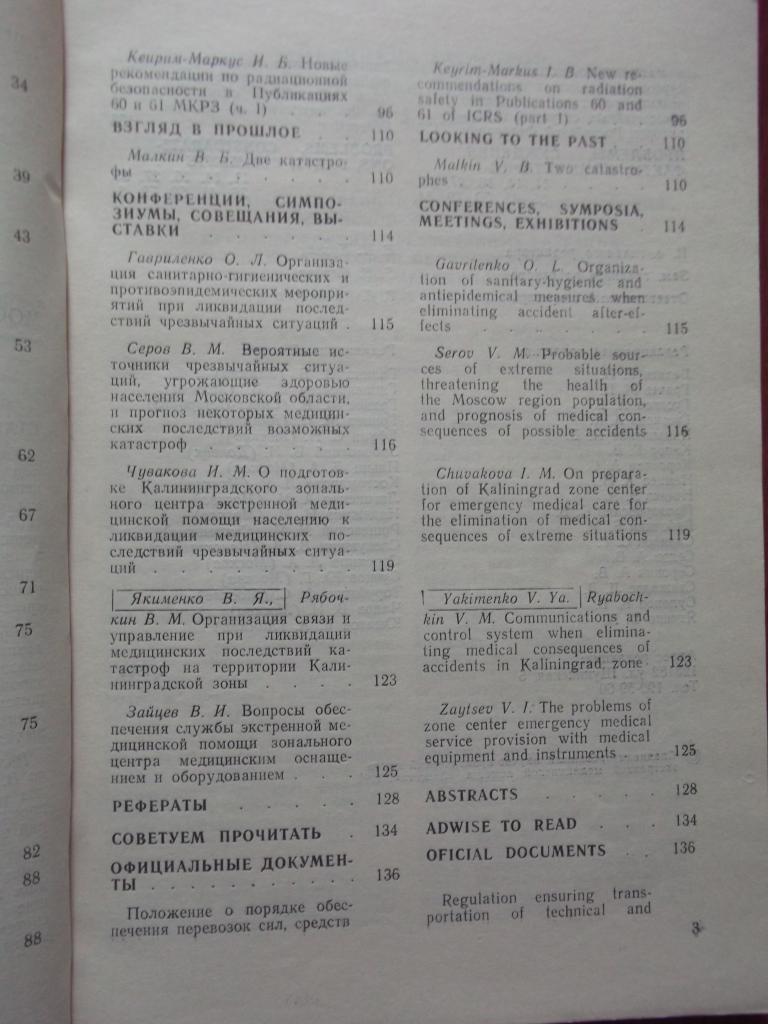 34
39
43
53
62
67
71
75
75
82
88
88
Кеирим-Маркус И. Б. Новые
рекомендации по радиационной
безопасности в Публикациях
60 и 61 МКРЗ (ч. I) . . . 96
ВЗГЛЯД В ПРОШЛОЕ . . . 110
Малкин В. Б. Две катастро-
фы . . . . . . . . 110
КОНФЕРЕНЦИИ, СИМПО-
ЗИУМЫ, СОВЕЩАНИЯ, ВЫ-
СТАВКИ . . . . . . . 114
Гавриленко О. Л. Организа-
ция санитарно-гигиенических и
противоэпидемических меропри-
ятий при ликвидации послед-
ствий чрезвычайных ситуаций . 115
Серов В. М. Вероятные ис-
точники чрезвычайных ситуа-
ций, угрожающие здоровью
населения Московской области,
и прогноз некоторых медицин-
ских последствий возможных
катастроф . . . . . . 116
Чувакова И. М. О подготов-
ке Калининградского зональ-
ного центра экстренной меди-
цинской помощи населению к
ликвидации медицинских по-
следствий чрезвычайных ситуа-
ций . . . . . . . . 119
Якименко В. Я., Рябоч-
кин В. М. Организация связи и
управление при ликвидации
медицинских последствий ка-
тастроф на территории Кали-
нинградской зоны . . . . 123
Зайцев В. И. Вопросы обес-
печения службы экстренной ме-
дицинской помощи зонального
центра медицинским оснаще-
нием и оборудованием . . . 125
РЕФЕРАТЫ . . . . . 128
СОВЕТУЕМ ПРОЧИТАТЬ . 134
ОФИЦИАЛЬНЫЕ ДОКУМЕН-
ТЫ . . . . . . . . . . 136
Положение о порядке обес-
печения перевозок сил, средств
Keyrim-Markus I. B. New re-
commendations on radiation
safety in Publications 60 and
61 of ICRS (part I) . . . 96
LOOKING TO THE PAST . 110
Malkin V. B. Two catastro-
phes . . . . . . . 110
CONFERENCES, SYMPOSIA,
MEETINGS, EXHIBITIONS . 114
Gavrilenko O. L. Organiza-
tion of sanitary-hygienic and
antiepidemical measures when
eliminating accident after-ef-
fects . . . . . . . 115
Serov V. M. Probable sour-
ces of extreme situations,
threatening the health of
the Moscow region population,
and prognosis of medical con-
sequences of possible accidents 116
Chuvakova I. M. On prepara-
tion of Kaliningrad zone center
for emergency medical care for
the elimination of medical con-
sequences of extreme situations 119
Yakimenko V. Ya. Ryaboch-
kin V. M. Communications and
control system when elimina-
ting medical consequences of
accidents in Kaliningrad zone . 123
Zaytsev V. I. The problems of
zone center emergency medical
service provision with medical
equipment and instruments . . . 125
ABSTRACTS . . . . . 128
ADWISE TO READ . . . 134
OFICIAL DOCUMENTS . . 136
Regulation ensuring trans-
portation of technical and
3